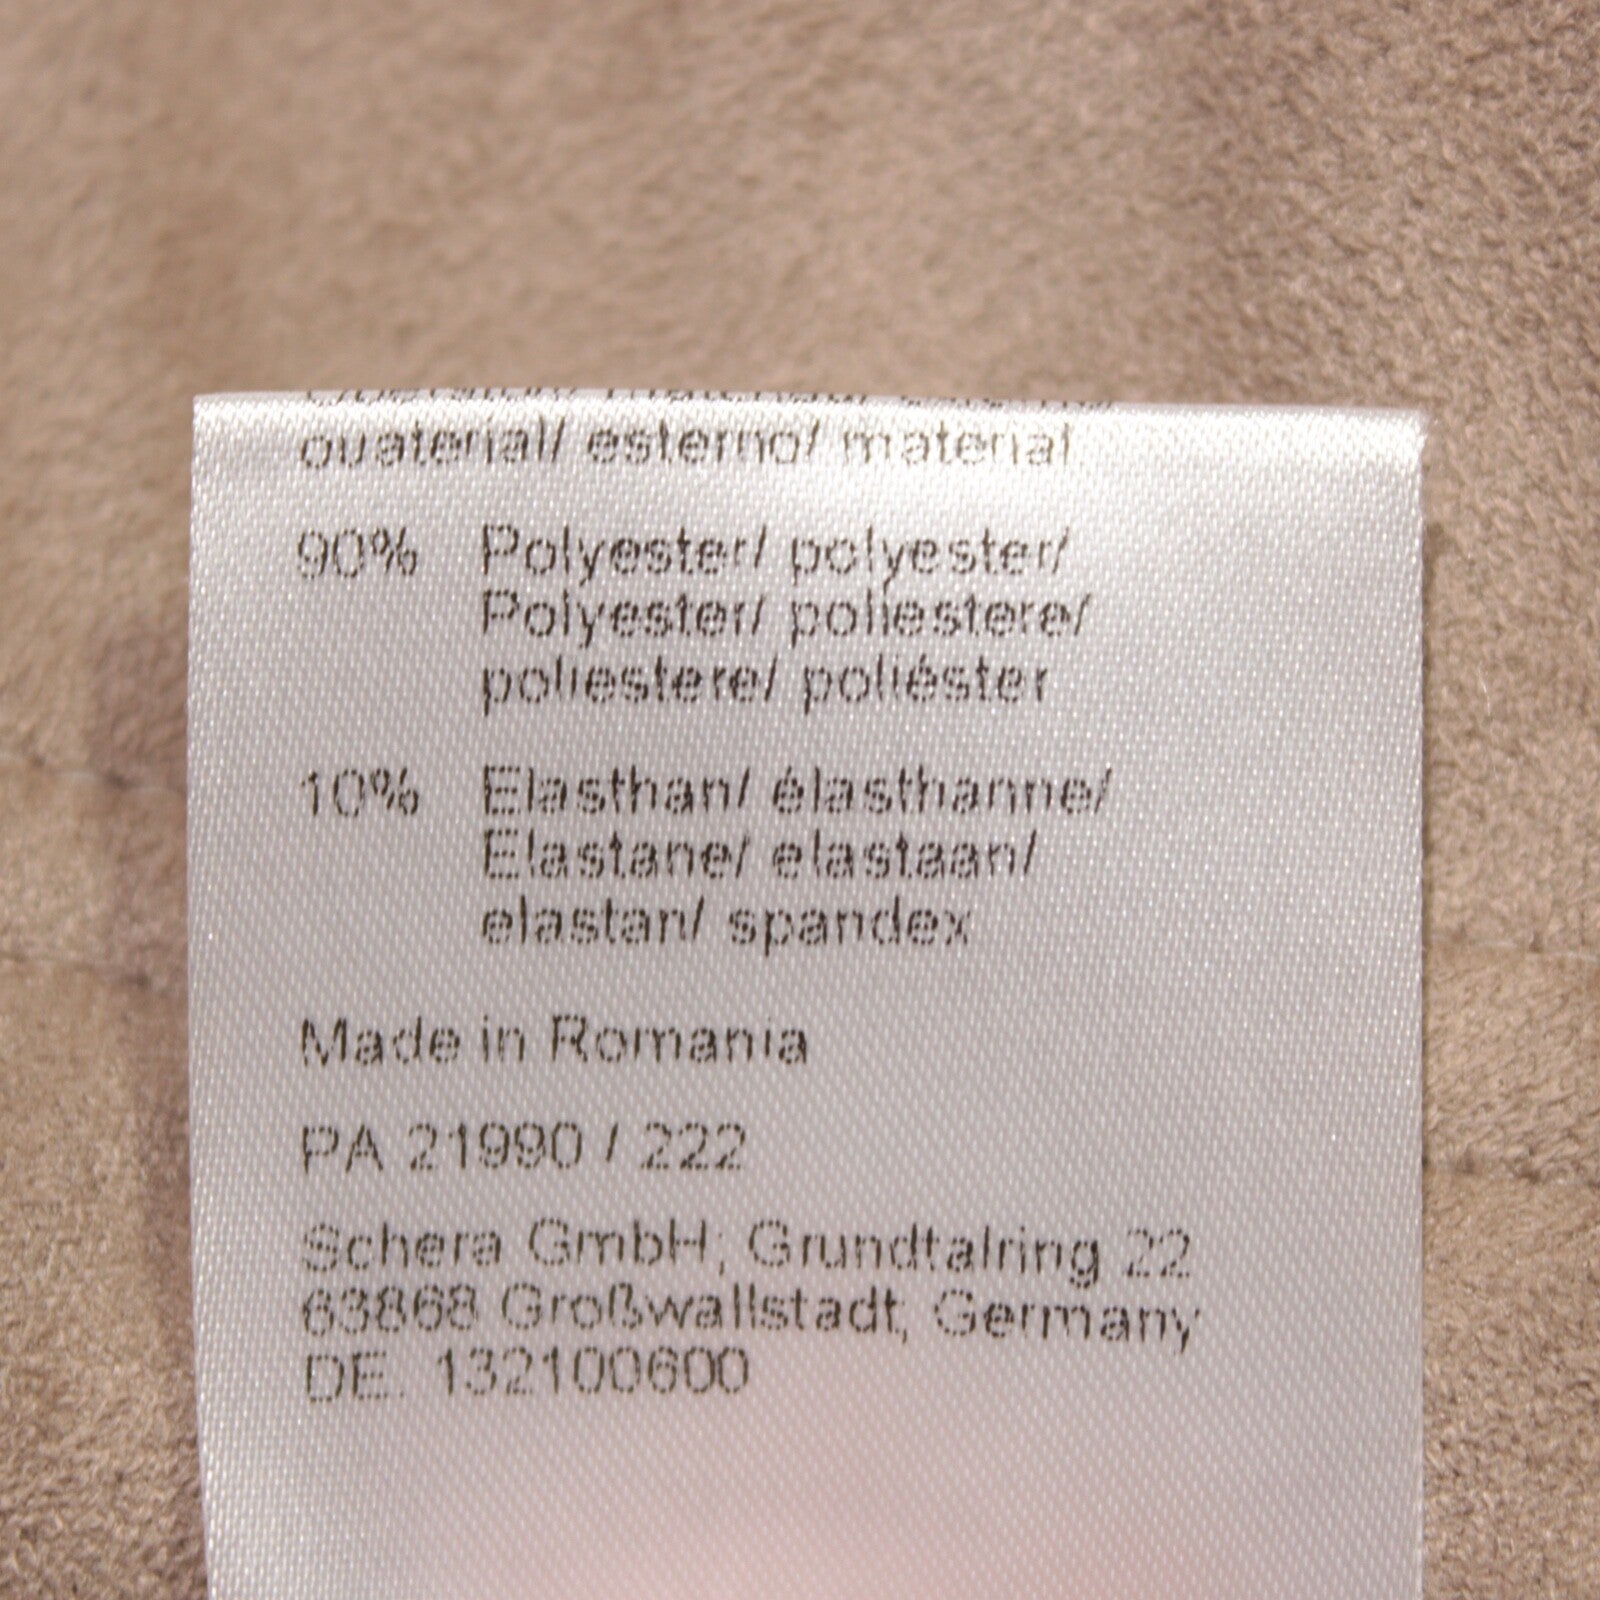 ouaterial/ esterno/ material.
90% Polyester/ polyester/
Polyester/ poliestere/
poliestere/ poliéster
10% Elasthan/ élasthanne/
Elastane/ elastaan/
elastan/ spandex
Made in Romania
PA 21990 / 222
Schera GmbH, Grundtalring 22
63868 Großwallstadt, Germany
DE. 132100600